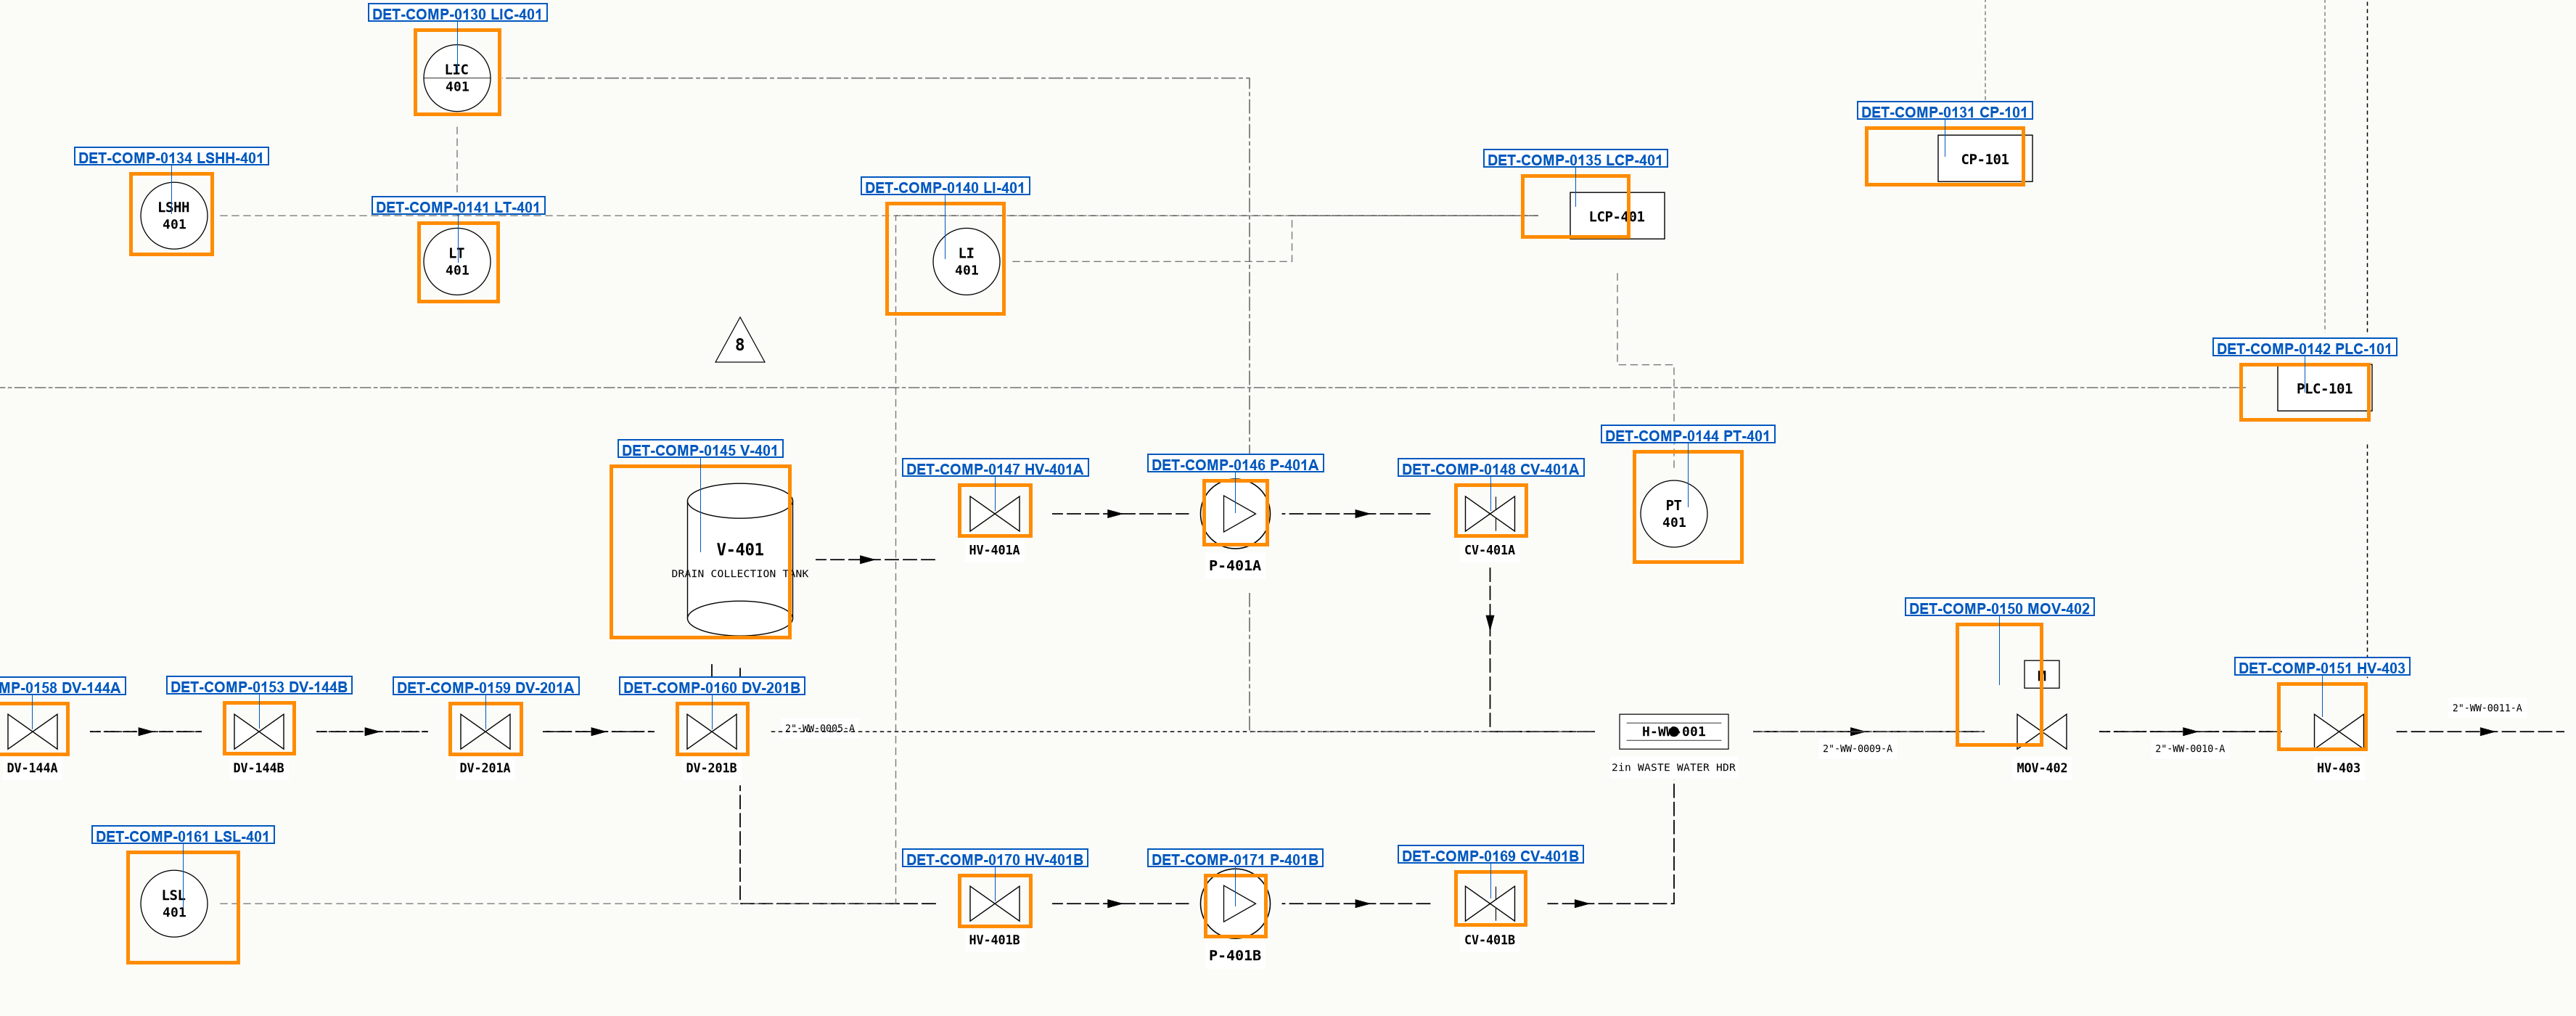 DET-COMP-0130 LIC-401
LIC
401
DET-COMP-0131 CP-101
CP-101
DET-COMP-0134 LSHH-401
LSHH
401
DET-COMP-0135 LCP-401
LCP-401
DET-COMP-0140 LI-401
LI
401
DET-COMP-0141 LT-401
LT
401
8
DET-COMP-0142 PLC-101
PLC-101
DET-COMP-0144 PT-401
PT
401
DET-COMP-0145 V-401
V-401
DRAIN COLLECTION TANK
DET-COMP-0147 HV-401A
HV-401A
DET-COMP-0146 P-401A
P-401A
DET-COMP-0148 CV-401A
CV-401A
DET-COMP-0150 MOV-402
M
MOV-402
DET-COMP-0151 HV-403
HV-403
MP-0158 DV-144A
DV-144A
DET-COMP-0153 DV-144B
DV-144B
DET-COMP-0159 DV-201A
DV-201A
DET-COMP-0160 DV-201B
DV-201B
2"-WW-0005-A
H-WW-001
2in WASTE WATER HDR
2"-WW-0009-A
2"-WW-0010-A
2"-WW-0011-A
DET-COMP-0161 LSL-401
LSL
401
DET-COMP-0170 HV-401B
HV-401B
DET-COMP-0171 P-401B
P-401B
DET-COMP-0169 CV-401B
CV-401B